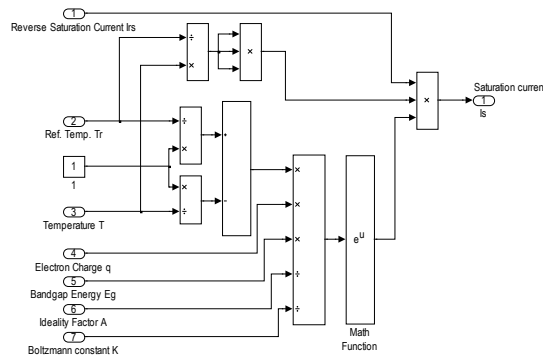 1
Reverse Saturation Current Irs
÷
×
×
2
Ref. Temp. Tr
÷
×
+
1
1
×
÷
-
3
Temperature T
4
Electron Charge q
5
Bandgap Energy Eg
6
Ideality Factor A
7
Boltzmann constant K
×
×
×
÷
÷
e^u
Math
Function
×
Saturation current
1
Is